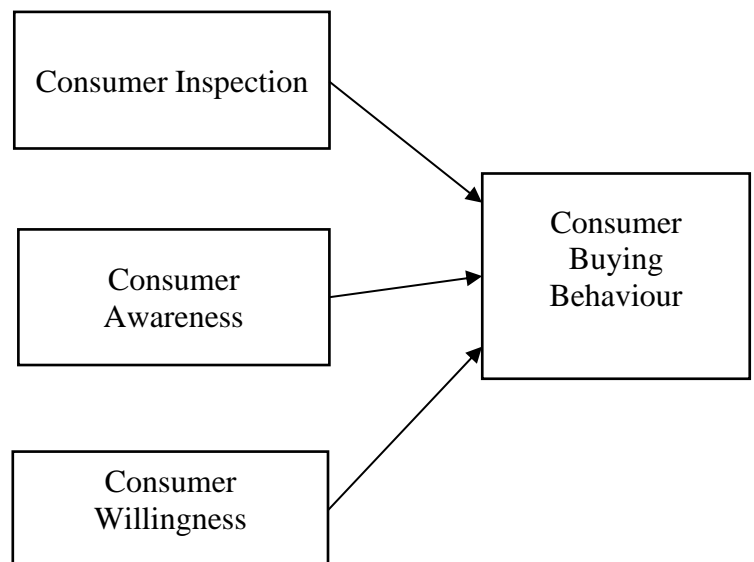 Consumer Inspection
Consumer
Awareness
Consumer
Willingness
Consumer
Buying
Behaviour